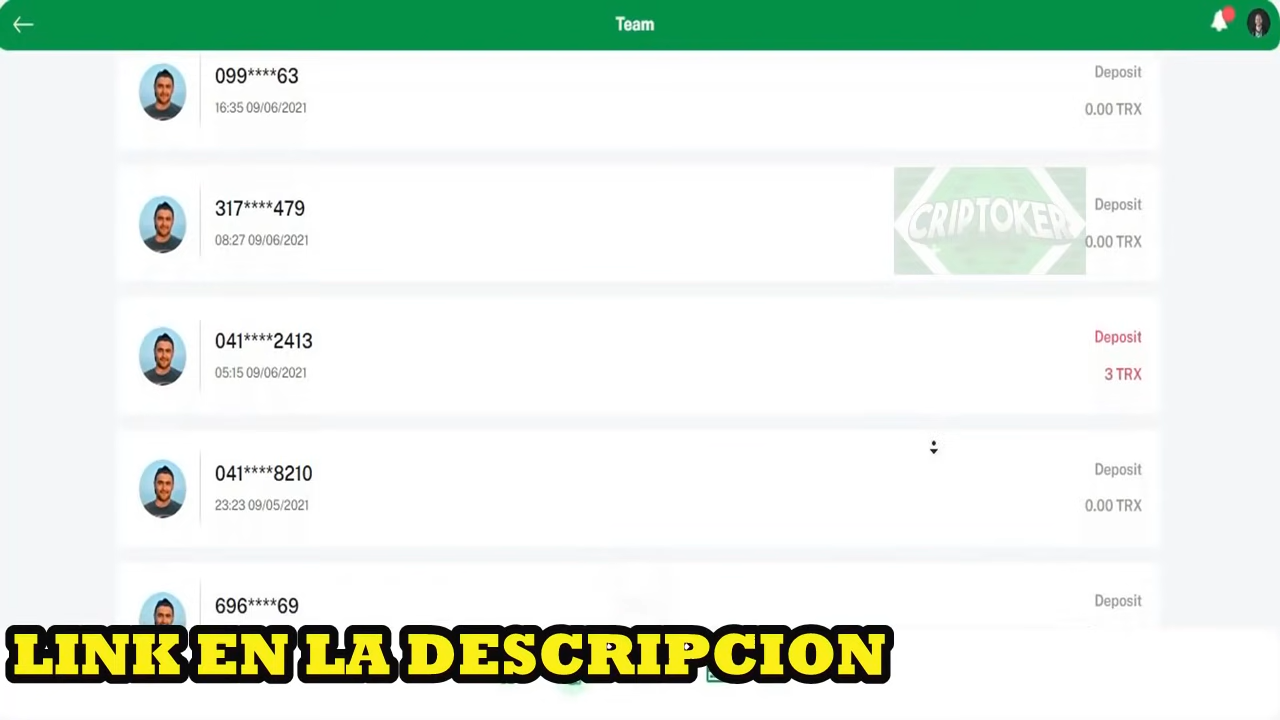 Team
099****63
Deposit
16:35 09/06/2021
0.00 TRX
CRIPTOKER
317****479
Deposit
08:27 09/06/2021
0.00 TRX
041****2413
Deposit
05:15 09/06/2021
3 TRX
041****8210
Deposit
23:23 09/05/2021
0.00 TRX
696****69
Deposit
LINK EN LA DESCRIPCION